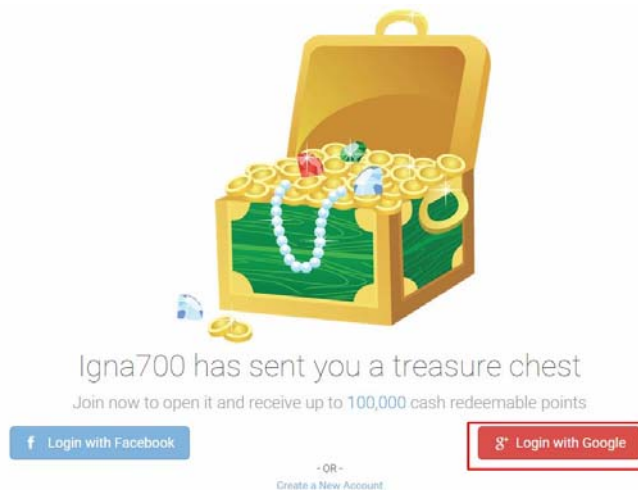 Igna700 has sent you a treasure chest
Join now to open it and receive up to 100,000 cash redeemable points
f Login with Facebook
g+ Login with Google
- OR -
Create a New Account